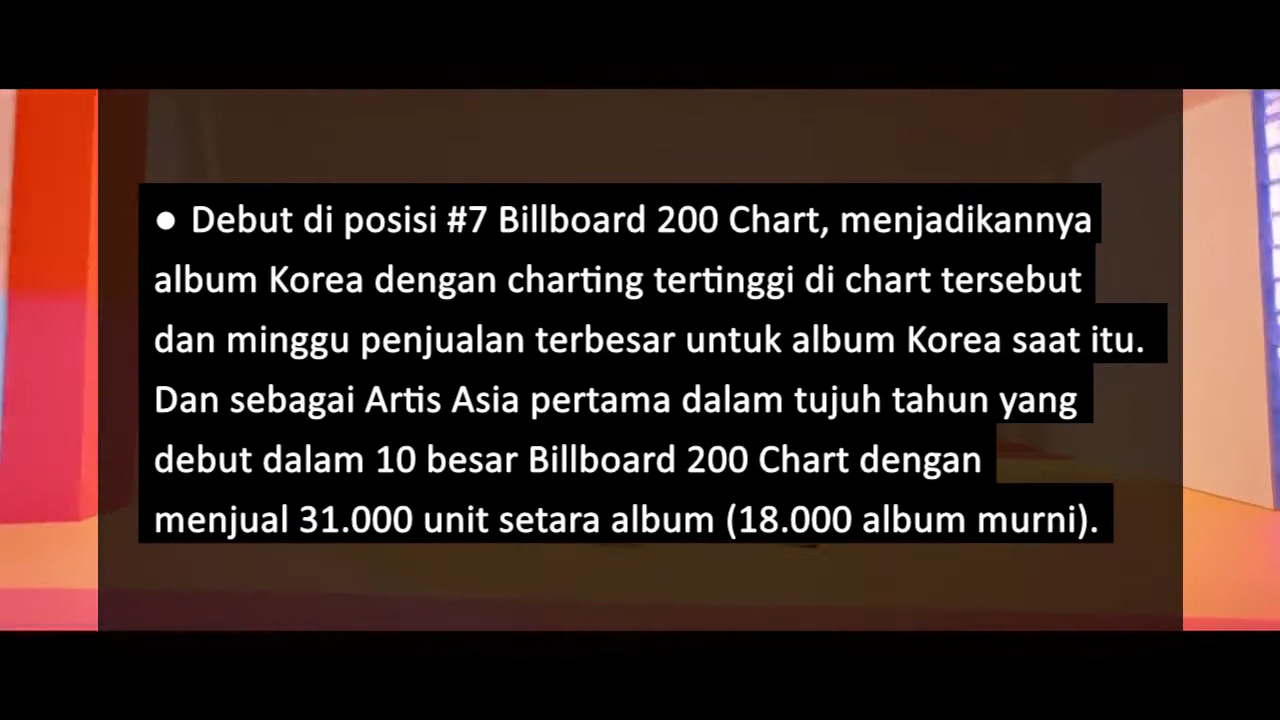 ● Debut di posisi #7 Billboard 200 Chart, menjadikannya
album Korea dengan charting tertinggi di chart tersebut
dan minggu penjualan terbesar untuk album Korea saat itu.
Dan sebagai Artis Asia pertama dalam tujuh tahun yang
debut dalam 10 besar Billboard 200 Chart dengan
menjual 31.000 unit setara album (18.000 album murni).